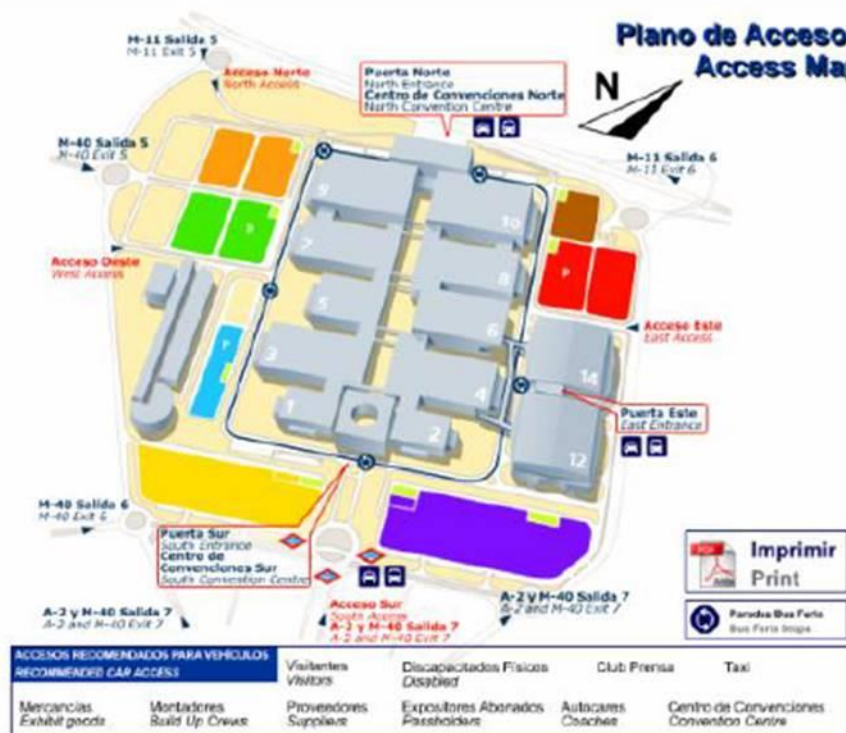 Plano de Acceso
Access Ma
N
M-11 Salida 5
M-11 Exit 5
Acceso Norte
North Access
Puerta Norte
North Entrance
Centro de Convenciones Norte
North Convention Centre
M-40 Salida 5
M-40 Exit 5
M-11 Salida 6
M-11 Exit 6
9
10
7
8
P
P
Acceso Oeste
West Access
5
6
Acceso Este
East Access
P
3
4
14
1
2
12
Puerta Este
East Entrance
M-40 Salida 6
M-40 Exit 6
Puerta Sur
South Entrance
Centro de
Convenciones Sur
South Convention Centre
A-2 y M-40 Salida 7
A-2 and M-40 Exit 7
Acceso Sur
South Access
A-2 y M-40 Salida 7
A-2 and M-40 Exit 7
A-2 y M-40 Salida 7
A-2 and M-40 Exit 7
PDF
Imprimir
Print
Paradas Bus Feria
Bus Feria Stops
ACCESOS RECOMENDADOS PARA VEHÍCULOS
RECOMMENDED CAR ACCESS
Visitantes
Visitors
Discapacitados Físicos
Disabled
Club Prensa
Taxi
Mercancías
Exhibit goods
Montadores
Build Up Crews
Proveedores
Suppliers
Expositores Abonados
Passholders
Autocares
Coaches
Centro de Convenciones
Convention Centre